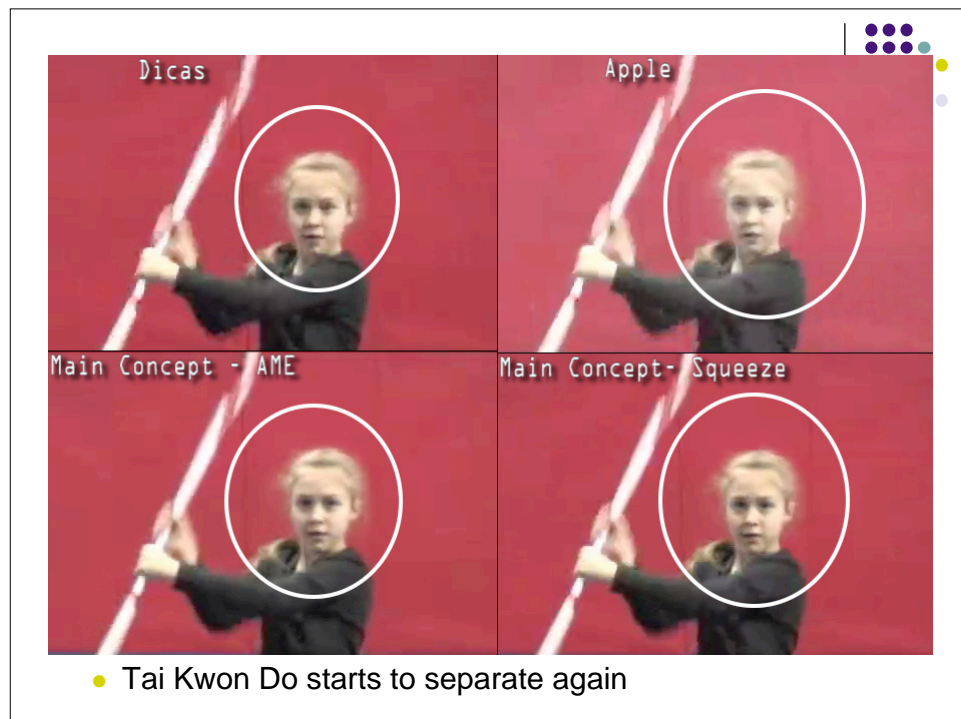 Dicas
Apple
Main Concept - AME
Main Concept- Squeeze
Tai Kwon Do starts to separate again